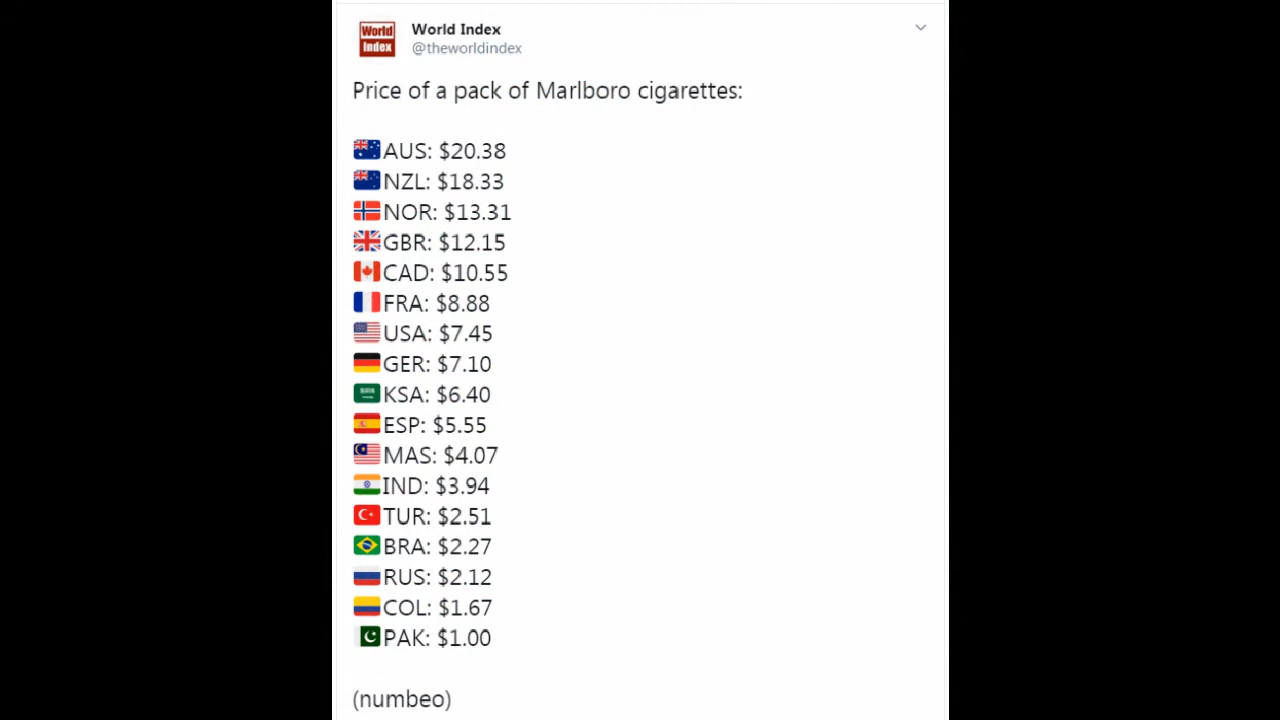 World Index
World
Index
@theworldindex
Price of a pack of Marlboro cigarettes:
AUS: $20.38
NZL: $18.33
NOR: $13.31
GBR: $12.15
CAD: $10.55
FRA: $8.88
USA: $7.45
GER: $7.10
KSA: $6.40
ESP: $5.55
MAS: $4.07
IND: $3.94
TUR: $2.51
BRA: $2.27
RUS: $2.12
COL: $1.67
PAK: $1.00
(numbeo)